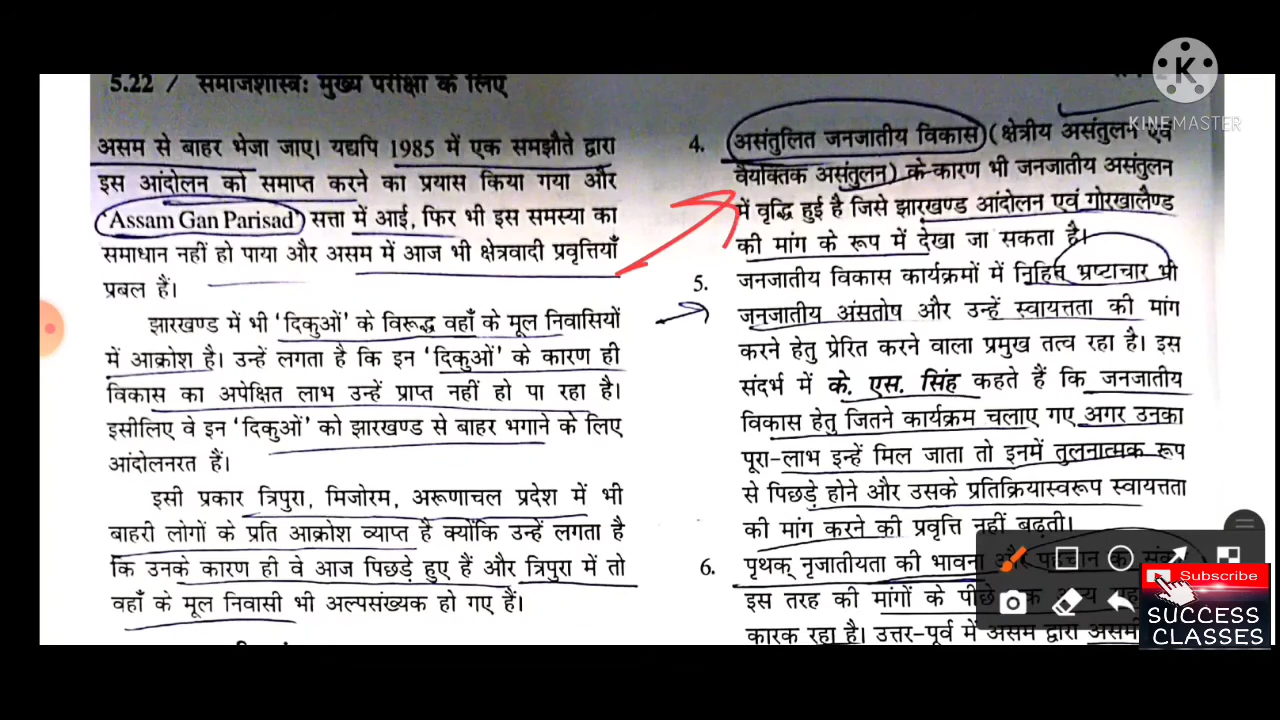 5.22 / समाजशास्त्र: मुख्य परीक्षा के लिए
असम से बाहर भेजा जाए। यद्यपि 1985 में एक समझौते द्वारा
इस आंदोलन को समाप्त करने का प्रयास किया गया और
'Assam Gan Parisad' सत्ता में आई, फिर भी इस समस्या का
समाधान नहीं हो पाया और असम में आज भी क्षेत्रवादी प्रवृत्तियाँ
प्रबल हैं।
झारखण्ड में भी 'दिकुओं' के विरूद्ध वहाँ के मूल निवासियों
में आक्रोश है। उन्हें लगता है कि इन 'दिकुओं' के कारण ही
विकास का अपेक्षित लाभ उन्हें प्राप्त नहीं हो पा रहा है।
इसीलिए वे इन 'दिकुओं' को झारखण्ड से बाहर भगाने के लिए
आंदोलनरत हैं।
इसी प्रकार त्रिपुरा, मिजोरम, अरूणाचल प्रदेश में भी
बाहरी लोगों के प्रति आक्रोश व्याप्त है क्योंकि उन्हें लगता है
कि उनके कारण ही वे आज पिछड़े हुए हैं और त्रिपुरा में तो
वहाँ के मूल निवासी भी अल्पसंख्यक हो गए हैं।
4. असंतुलित जनजातीय विकास (क्षेत्रीय असंतुलन एवं
वैयक्तिक असंतुलन) के कारण भी जनजातीय असंतुलन
में वृद्धि हुई है जिसे झारखण्ड आंदोलन एवं गोरखालैण्ड
की मांग के रूप में देखा जा सकता है।
5. जनजातीय विकास कार्यक्रमों में निहित भ्रष्टाचार भी
जनजातीय अंसतोष और उन्हें स्वायत्तता की मांग
करने हेतु प्रेरित करने वाला प्रमुख तत्व रहा है। इस
संदर्भ में के. एस. सिंह कहते हैं कि जनजातीय
विकास हेतु जितने कार्यक्रम चलाए गए अगर उनका
पूरा-लाभ इन्हें मिल जाता तो इनमें तुलनात्मक रूप
से पिछड़े होने और उसके प्रतिक्रियास्वरूप स्वायत्तता
की मांग करने की प्रवृत्ति नहीं बढ़ती।
6. पृथक् नृजातीयता की भावना और पहचान का
इस तरह की मांगों के पीछे
कारक रहा है। उत्तर-पूर्व में असम द्वारा
K
KINEMASTER
Subscribe
SUCCESS
CLASSES